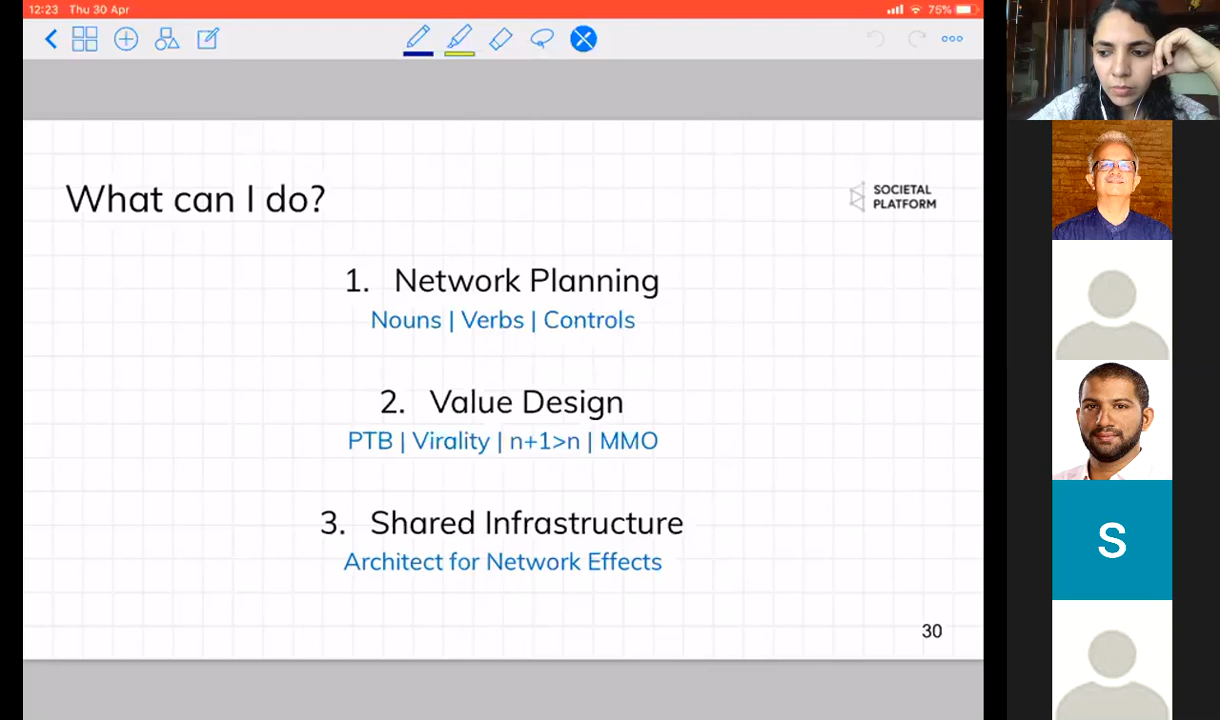 12:23 Thu 30 Apr
75%
What can I do?
SOCIETAL
PLATFORM
1. Network Planning
Nouns | Verbs | Controls
2. Value Design
PTB | Virality | n+1>n | MMO
3. Shared Infrastructure
Architect for Network Effects
30
S